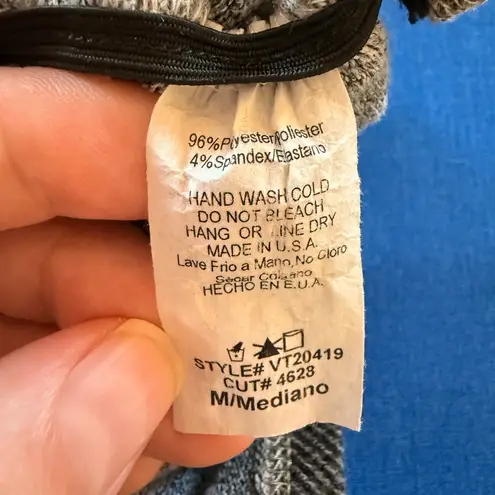 96%Polyester/Poliester
4%Spandex/Elastano
HAND WASH COLD
DO NOT BLEACH
HANG OR LINE DRY
MADE IN U.S.A.
Lave Frio a Mano, No Cloro
Secar Colgano
HECHO EN E.U.A.
STYLE# VT20419
CUT# 4628
M/Mediano